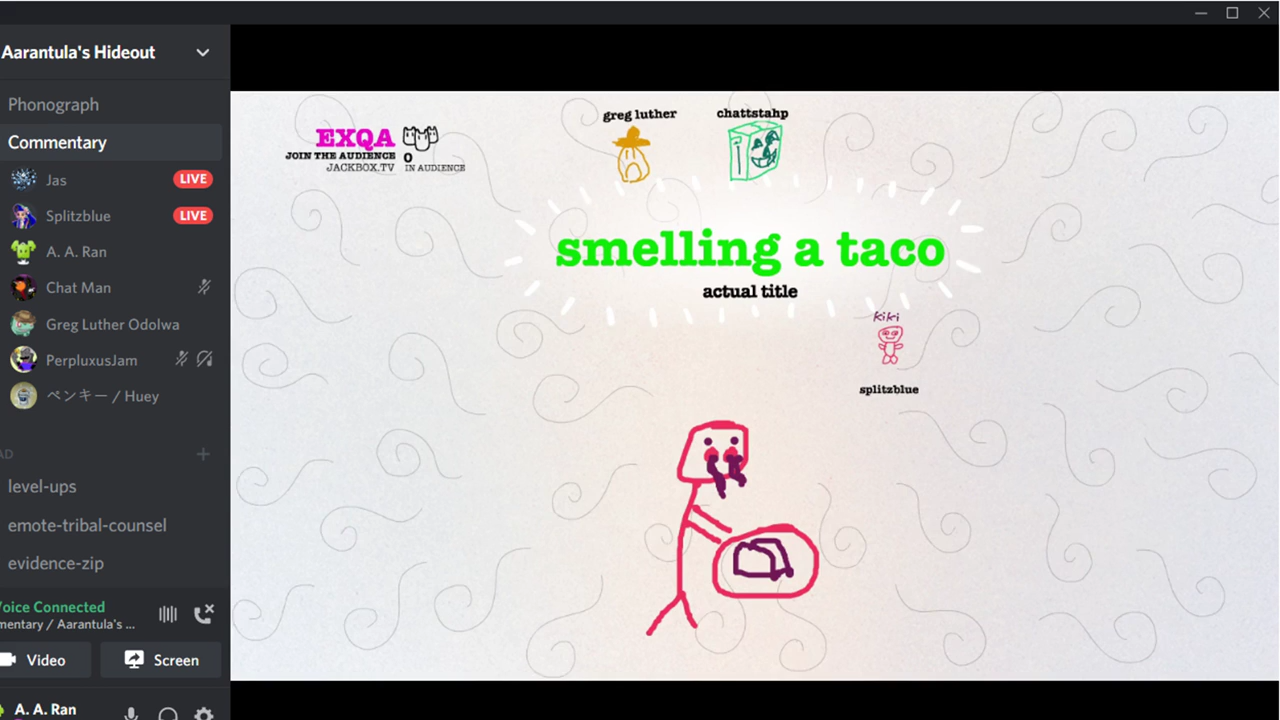 Aarantula's Hideout
Phonograph
Commentary
Jas LIVE
Splitzblue LIVE
A. A. Ran
Chat Man
Greg Luther Odolwa
PerpluxusJam
ペンキー / Huey
AD
level-ups
emote-tribal-counsel
evidence-zip
Voice Connected
mentary / Aarantula's ...
Video Screen
A. A. Ran
EXQA
JOIN THE AUDIENCE 0
JACKBOX.TV IN AUDIENCE
greg luther
chattstahp
smelling a taco
actual title
kiki
splitzblue